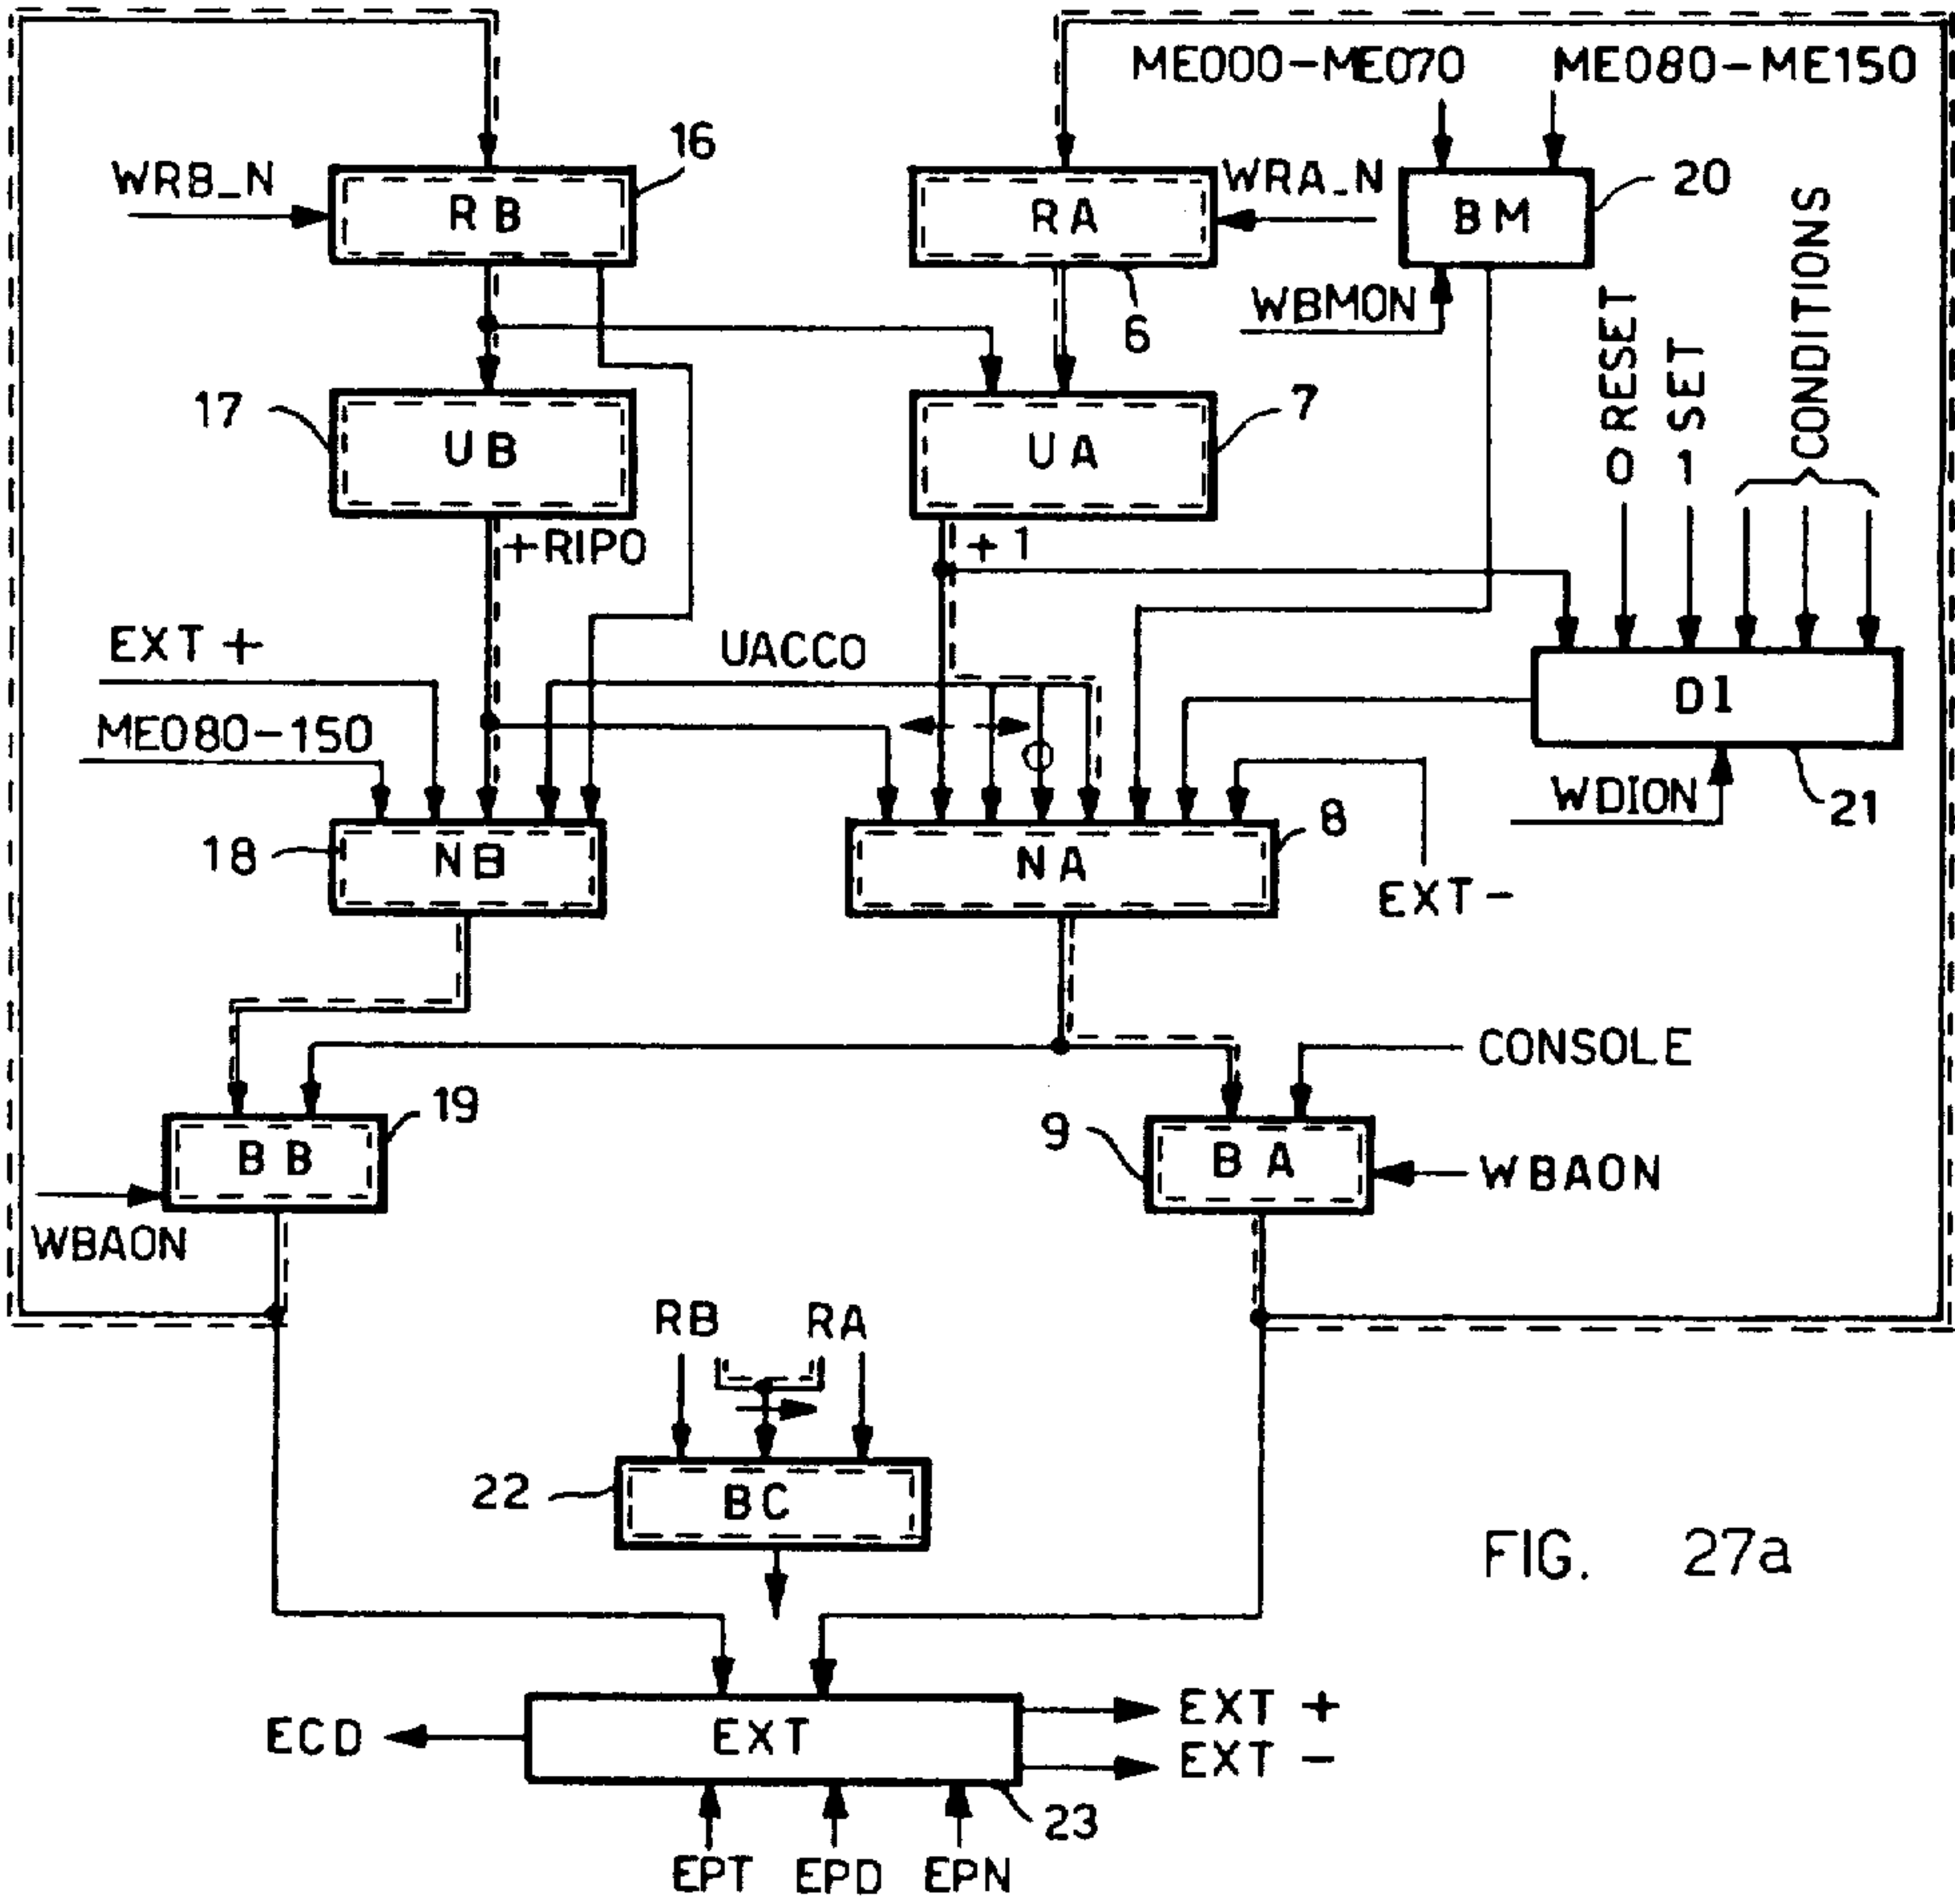 ME000-ME070
ME080-ME150
WRB_N
16
RB
RA
WRA_N
BM
20
CONDITIONS
6
WBMON
0 RESET
1 SET
17
UB
UA
7
+RIPO
+1
EXT +
UACCO
ME080-150
DI
WDION
21
18
NB
NA
8
EXT -
CONSOLE
19
BB
9
BA
WBAON
WBAON
RB
RA
22
BC
FIG. 27a
ECD
EXT
EXT +
EXT -
23
EPT
EPD
EPN